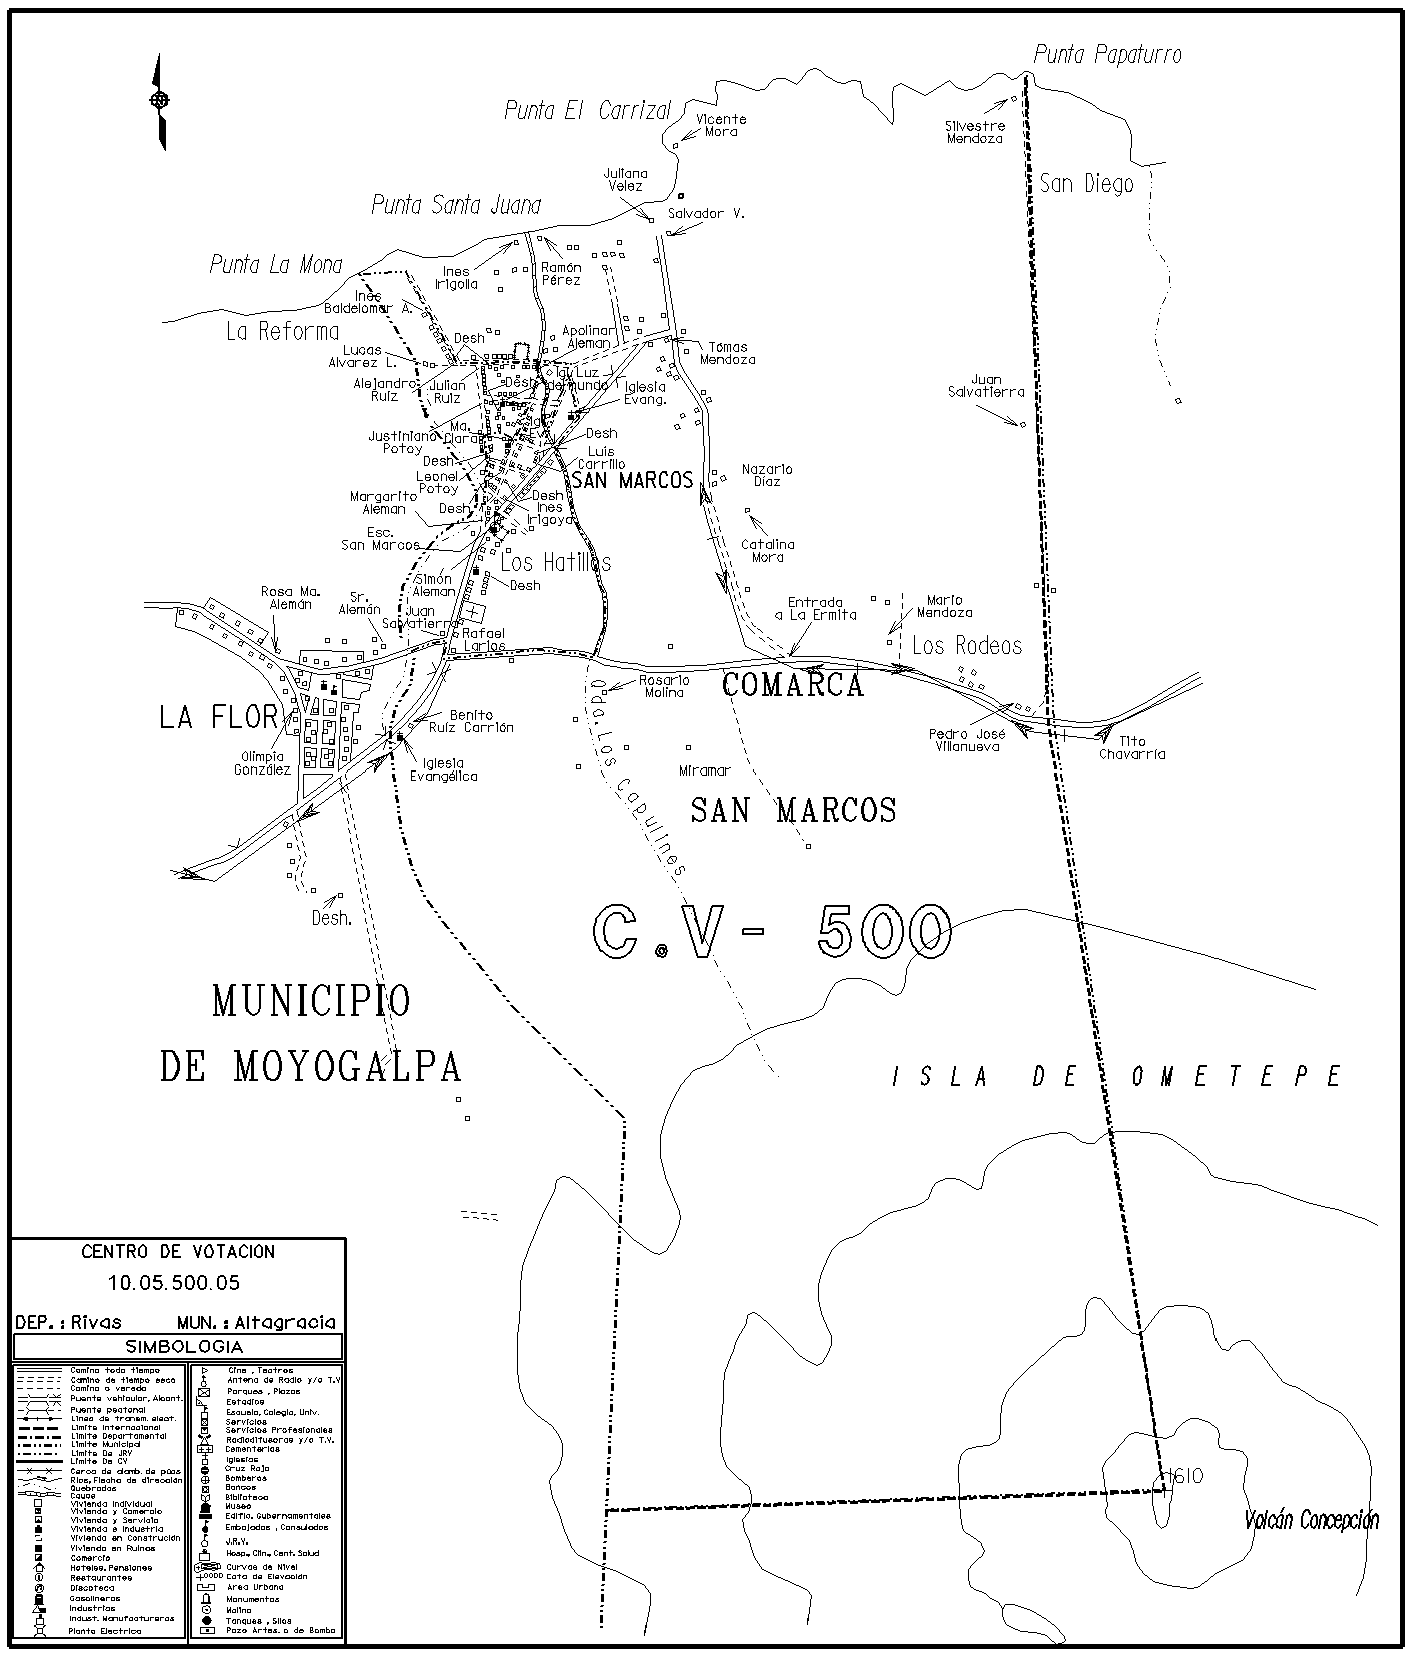 Punta Papaturro
Punta El Carrizal
Vicente
Mora
Silvestre
Mendoza
San Diego
Juliana
Velez
Punta Santa Juana
Salvador V.
Punta La Mona
Ines
Irigolla
Ramón
Pérez
Ines
Baldelomar A.
La Reforma
Desh
Apolinar
Aleman
Lucas
Alvarez L.
Tomas
Mendoza
Alejandro
Ruiz
Julian
Ruiz
Desh
Luz
Iglesia
Evang.
Juan
Salvatierra
Justiniano
Potoy
Ma.
Clara
Desh
Luis
Carrillo
Desh
Leonel
Potoy
SAN MARCOS
Nazario
Diaz
Margarito
Aleman
Desh
Desh
Ines
Irigoya
Esc.
San Marcos
Catalina
Mora
Los Hatillos
Simón
Aleman
Desh
Rosa Ma.
Alemán
Sr.
Alemán
Juan
Salvatierra
Entrada
a La Ermita
Mario
Mendoza
Rafael
Larios
Los Rodeos
Rosario
Molina
COMARCA
LA FLOR
Benito
Ruiz Carrión
Qda. Los Capulines
Pedro José
Villanueva
Tito
Chavarría
Olimpia
González
Iglesia
Evangélica
Miramar
SAN MARCOS
Desh.
C.V- 500
MUNICIPIO
DE MOYOGALPA
ISLA DE OMETEPE
1610
Volcán Concepción
CENTRO DE VOTACION
10.05.500.05
DEP.: Rivas MUN.: Altagracia
SIMBOLOGIA
Camino todo tiempo
Camino de tiempo seco
Camino o vereda
Puente vehicular, Alcant.
Puente peatonal
Linea de transm. elect.
Limite Internacional
Limite Departamental
Limite Municipal
Limite De JRV
Limite De CV
Cerca de alamb. de púas
Rios, Flecha de dirección
Quebradas
Cauce
Vivienda Individual
Vivienda y Comercio
Vivienda y Servicio
Vivienda e Industria
Vivienda en Construcción
Vivienda en Ruinas
Comercio
Hoteles. Pensiones
Restaurantes
Discoteca
Gasolineras
Industrias
Indust. Manufactureras
Planta Electrica
Cine , Teatros
Antena de Radio y/o T.V
Parques , Plazas
Estadios
Escuela, Colegio, Univ.
Servicios
Servicios Profesionales
Radiodifusoras y/o T.V.
Cementerios
Iglesias
Cruz Roja
Bomberos
Bancos
Biblioteca
Museo
Edific. Gubernamentales
Embajadas , Consulados
J.R.V.
Hosp., Clin., Cent. Salud
Curvas de Nivel
Cota de Elevación
Area Urbana
Monumentos
Molino
Tanques , Silos
Pozo Artes. o de Bomba